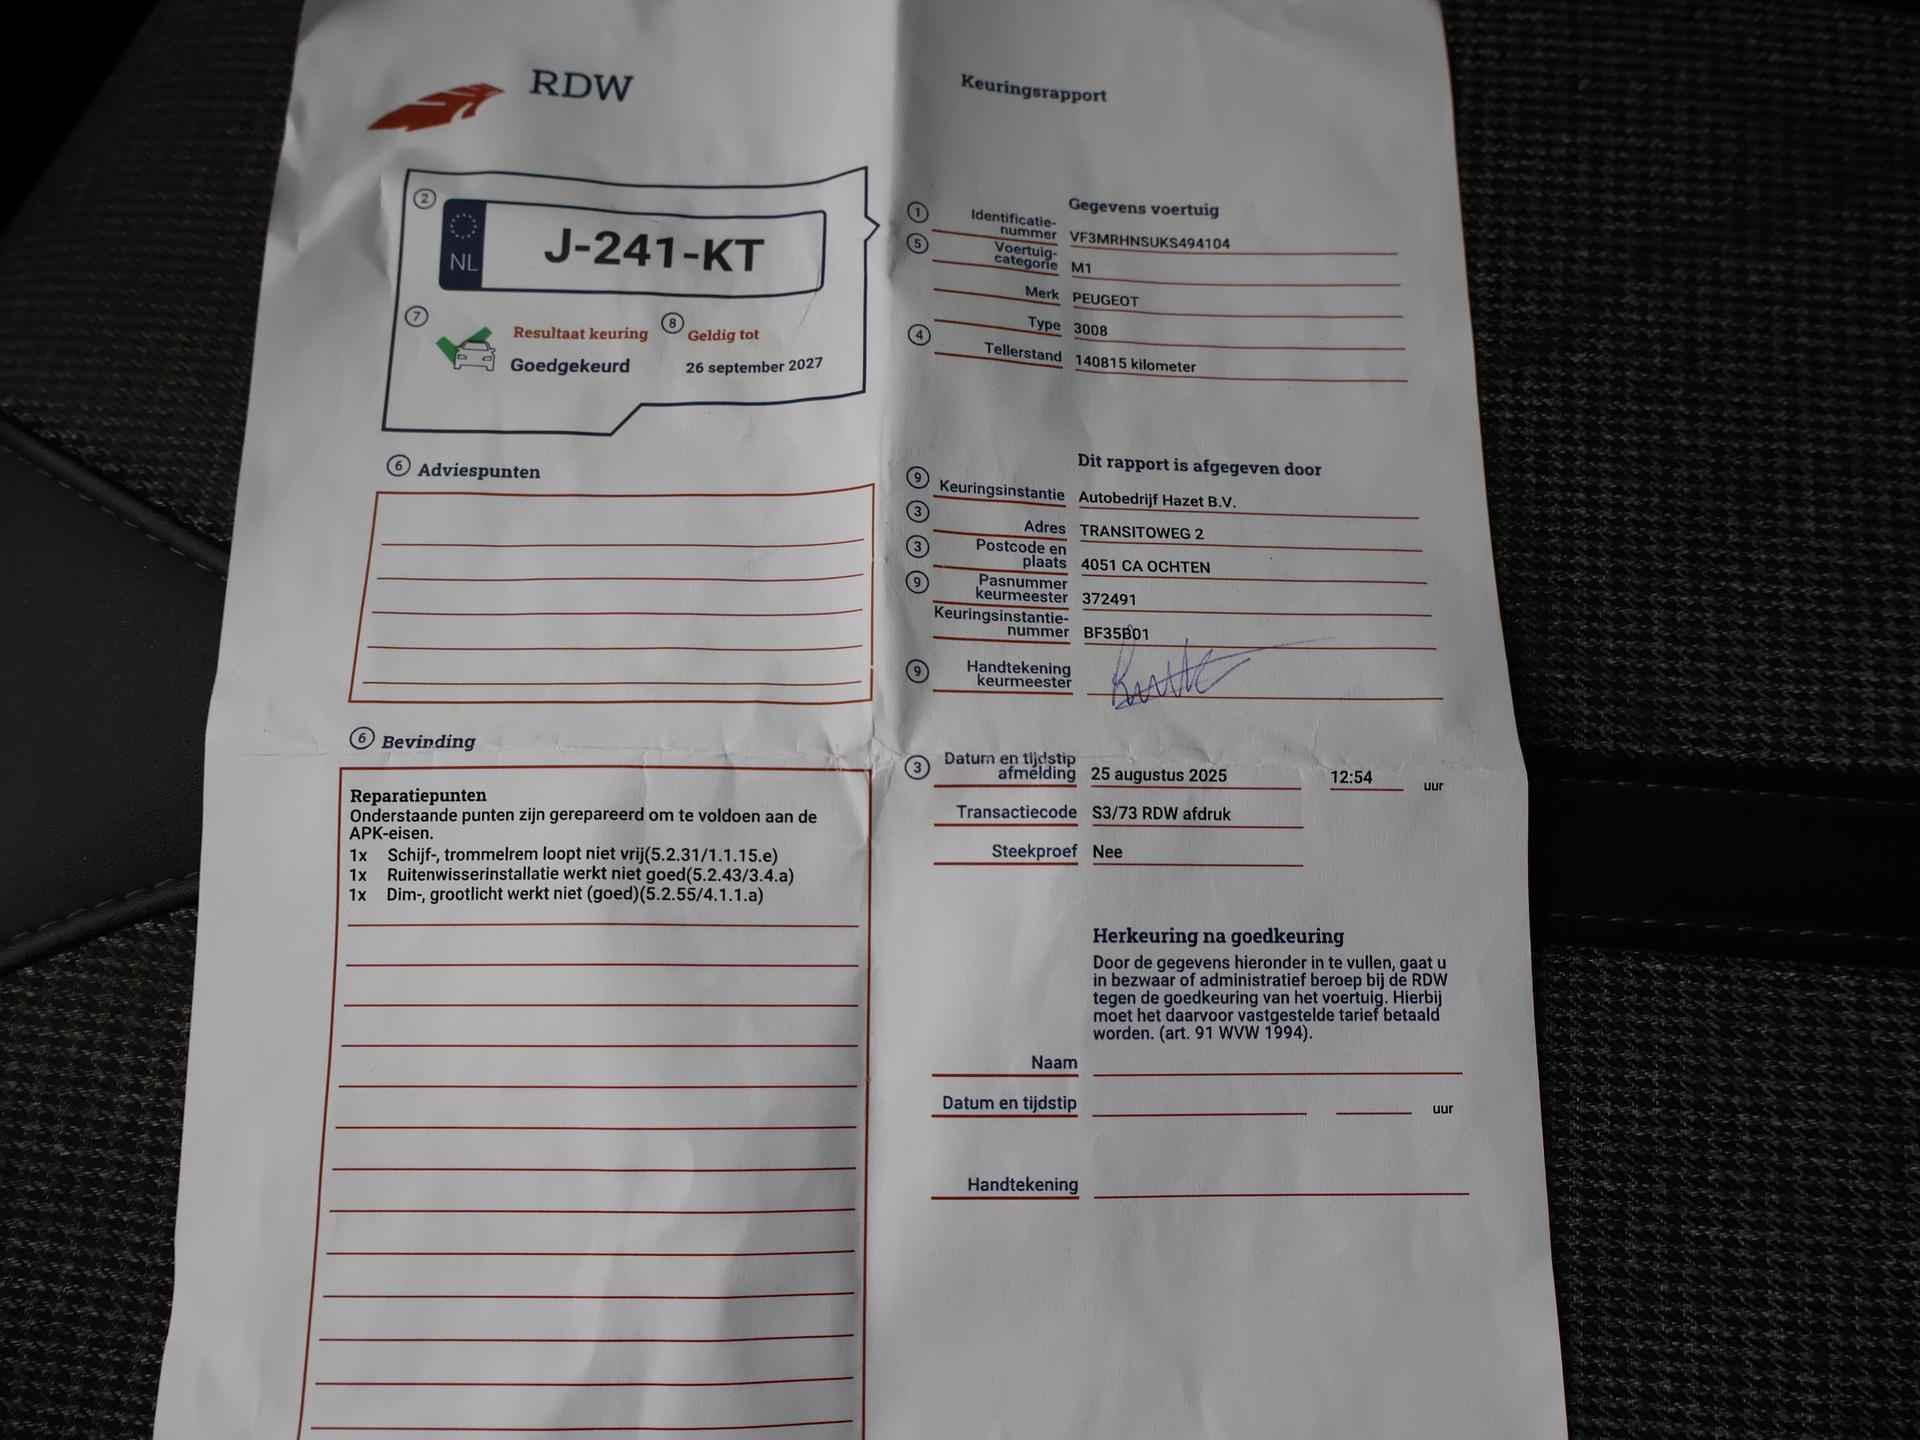 RDW
Keuringsrapport
2
NL
J-241-KT
7
Resultaat keuring
Goedgekeurd
8
Geldig tot
26 september 2027
6 Adviespunten
6 Bevinding
Reparatiepunten
Onderstaande punten zijn gerepareerd om te voldoen aan de
APK-eisen.
1x Schijf-, trommelrem loopt niet vrij(5.2.31/1.1.15.e)
1x Ruitenwisserinstallatie werkt niet goed(5.2.43/3.4.a)
1x Dim-, grootlicht werkt niet (goed)(5.2.55/4.1.1.a)
Gegevens voertuig
1 Identificatie-
nummer VF3MRHNSUKS494104
5 Voertuig-
categorie M1
Merk PEUGEOT
Type 3008
4 Tellerstand 140815 kilometer
Dit rapport is afgegeven door
9 Keuringsinstantie Autobedrijf Hazet B.V.
3 Adres TRANSITOWEG 2
3 Postcode en
plaats 4051 CA OCHTEN
9 Pasnummer
keurmeester 372491
Keuringsinstantie-
nummer BF35B01
9 Handtekening
keurmeester
3 Datum en tijdstip
afmelding 25 augustus 2025 12:54 uur
Transactiecode S3/73 RDW afdruk
Steekproef Nee
Herkeuring na goedkeuring
Door de gegevens hieronder in te vullen, gaat u
in bezwaar of administratief beroep bij de RDW
tegen de goedkeuring van het voertuig. Hierbij
moet het daarvoor vastgestelde tarief betaald
worden. (art. 91 WVW 1994).
Naam
Datum en tijdstip uur
Handtekening